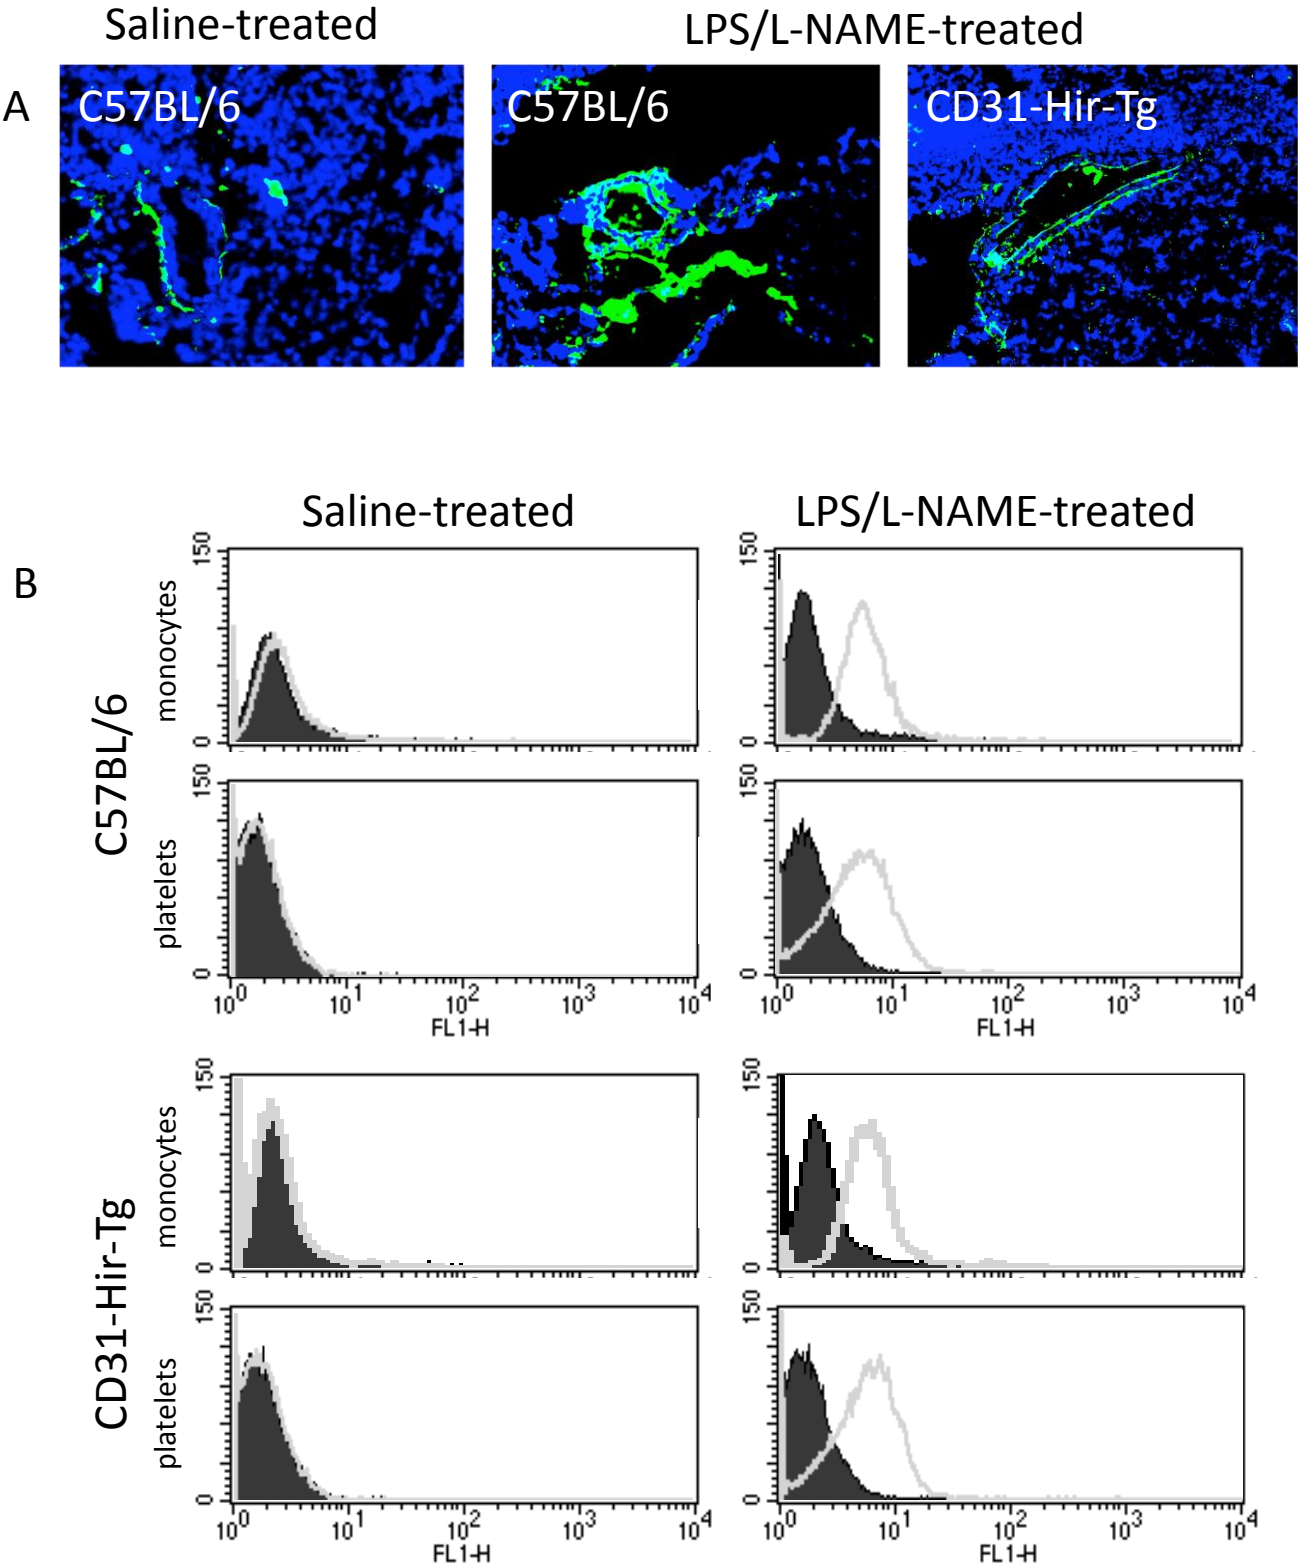 Saline-treated
LPS/L-NAME-treated
A
C57BL/6
C57BL/6
CD31-Hir-Tg
Saline-treated
LPS/L-NAME-treated
B
C57BL/6
monocytes
150
0
150
0
platelets
150
0
150
0
10^0 10^1 10^2 10^3 10^4
FL1-H
10^0 10^1 10^2 10^3 10^4
FL1-H
CD31-Hir-Tg
monocytes
150
0
150
0
platelets
150
0
150
0
10^0 10^1 10^2 10^3 10^4
FL1-H
10^0 10^1 10^2 10^3 10^4
FL1-H